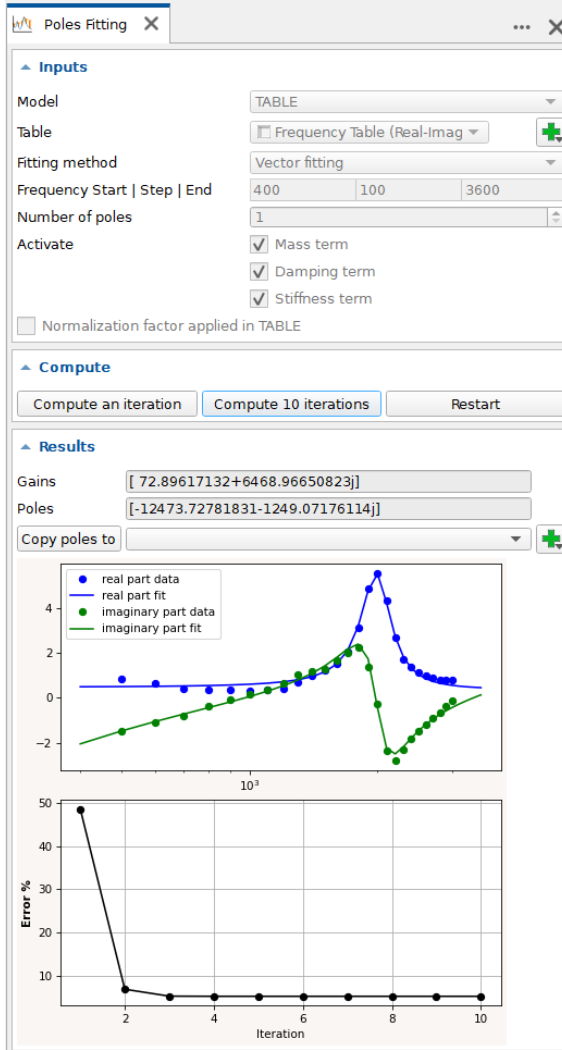 Poles Fitting
Inputs
Model TABLE
Table Frequency Table (Real-Imag
Fitting method Vector fitting
Frequency Start | Step | End 400 100 3600
Number of poles 1
Activate Mass term
Damping term
Stiffness term
Normalization factor applied in TABLE
Compute
Compute an iteration Compute 10 iterations Restart
Results
Gains [ 72.89617132+6468.96650823j]
Poles [-12473.72781831-1249.07176114j]
Copy poles to
real part data
real part fit
imaginary part data
imaginary part fit
4
2
0
−2
10³
50
40
30
20
10
Error %
2 4 6 8 10
Iteration